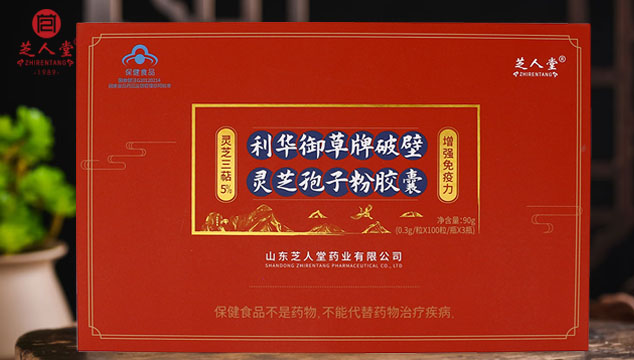 芝人堂®
ZHIRENTANG
·1989·
保健食品
芝人堂®
ZHIRENTANG
灵芝三萜5%
利华御草牌破壁
灵芝孢子粉胶囊
增强免疫力
净含量:90g
(0.3g/粒X100粒/瓶X3瓶)
山东芝人堂药业有限公司
SHANDONG ZHIRENTANG PHARMACEUTICAL CO., LTD
保健食品不是药物,不能代替药物治疗疾病。